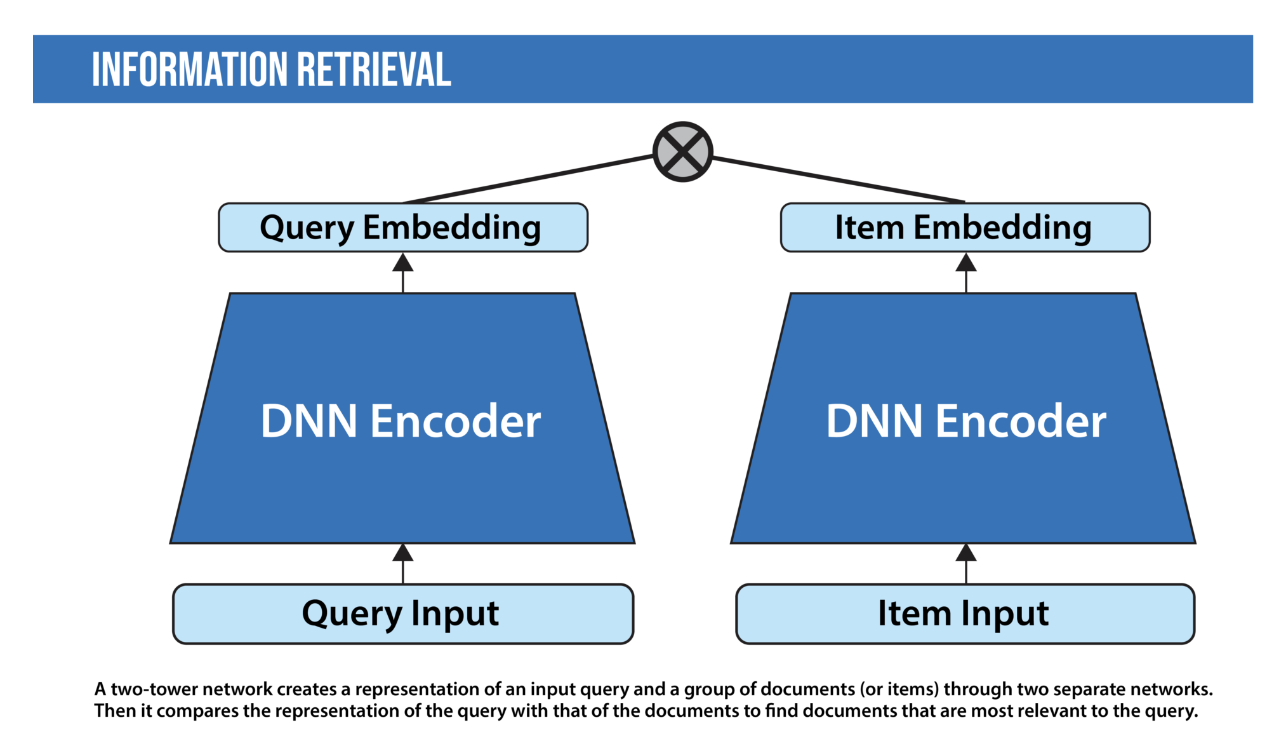 INFORMATION RETRIEVAL
Query Embedding
Item Embedding
DNN Encoder
DNN Encoder
Query Input
Item Input
A two-tower network creates a representation of an input query and a group of documents (or items) through two separate networks.
Then it compares the representation of the query with that of the documents to find documents that are most relevant to the query.